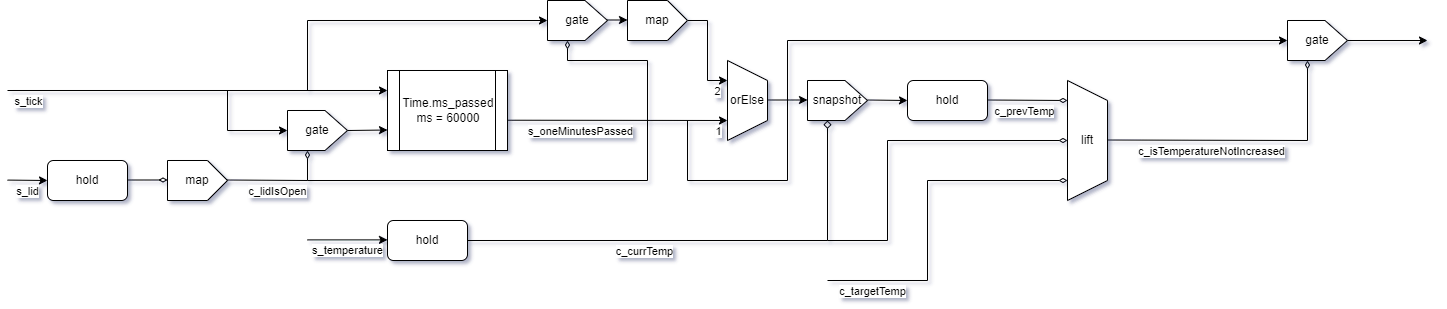 gate
map
gate
s_tick
Time.ms_passed
ms = 60000
2
orElse
1
snapshot
hold
c_prevTemp
gate
s_oneMinutesPassed
lift
c_isTemperatureNotIncreased
s_lid
hold
map
c_lidIsOpen
s_temperature
hold
c_currTemp
c_targetTemp